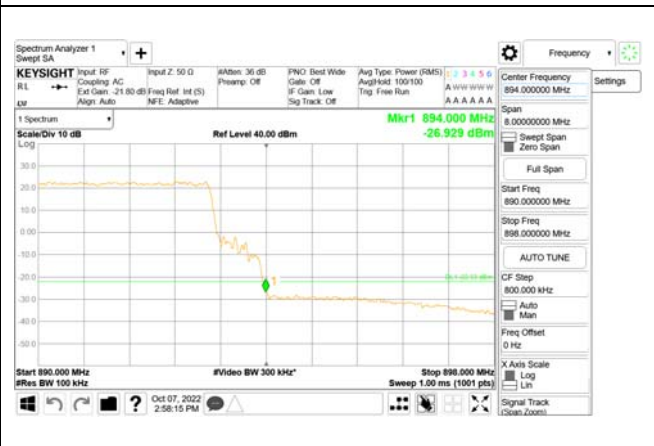 Spectrum Analyzer 1
Swept SA
Frequency
KEYSIGHT Input: RF Input Z: 50 Ω #Atten: 36 dB PNO: Best Wide Avg Type: Power (RMS) 1 2 3 4 5 6
RL Coupling: AC Preamp: Off Gate: Off Avg|Hold: 100/100 A W W W W W
Ext Gain: -21.80 dB Freq Ref: Int (S) IF Gain: Low Trig: Free Run
Align: Auto NFE: Adaptive Sig Track: Off A A A A A A
1 Spectrum
Mkr1 894.000 MHz
Scale/Div 10 dB Ref Level 40.00 dBm -26.929 dBm
Log
30.0
20.0
10.0
0.00
-10.0
-20.0
-30.0
-40.0
-50.0
1
Start 890.000 MHz #Video BW 300 kHz* Stop 898.000 MHz
#Res BW 100 kHz Sweep 1.00 ms (1001 pts)
Oct 07, 2022
2:58:15 PM
Center Frequency
894.000000 MHz
Settings
Span
8.00000000 MHz
Swept Span
Zero Span
Full Span
Start Freq
890.000000 MHz
Stop Freq
898.000000 MHz
AUTO TUNE
CF Step
800.000 kHz
Auto
Man
Freq Offset
0 Hz
X Axis Scale
Log
Lin
Signal Track
(Span Zoom)